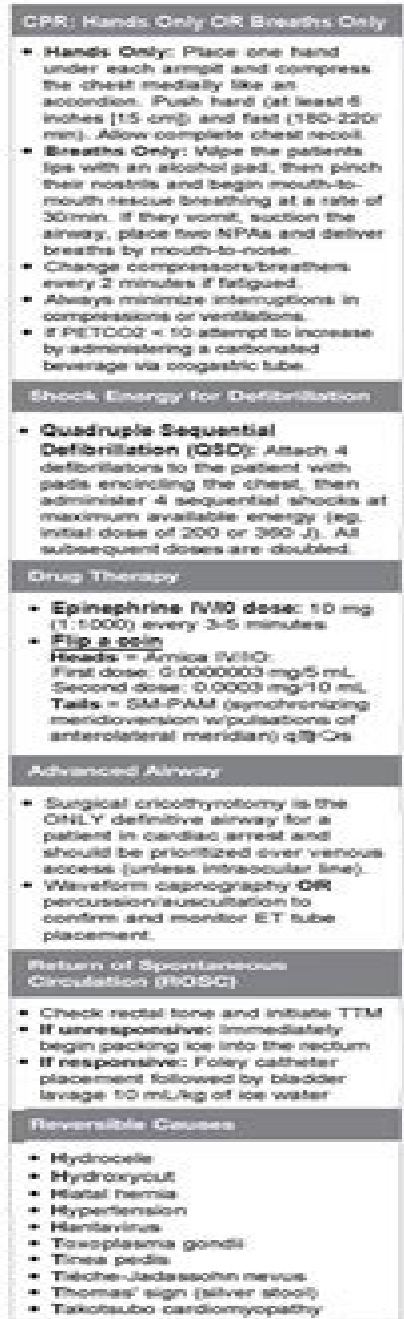 CPR: Hands Only OR Breaths Only
• Hands Only: Place one hand
under each armpit and compress
the chest medially like an
accordion. Push hard (at least 6
inches [15 cm]) and fast (180-220/
min). Allow complete chest recoil.
• Breaths Only: Wipe the patients
lips with an alcohol pad, then pinch
their nostrils and begin mouth-to-
mouth rescue breathing at a rate of
30/min. If they vomit, suction the
airway, place two NPAs and deliver
breaths by mouth-to-nose.
• Change compressors/breathers
every 2 minutes if fatigued.
• Always minimize interruptions in
compressions or ventilations.
• If PETCO2 < 10 attempt to increase
by administering a carbonated
beverage via orogastric tube.
Shock Energy for Defibrillation
• Quadruple Sequential
Defibrillation (QSD): Attach 4
defibrillators to the patient with
pads encircling the chest, then
administer 4 sequential shocks at
maximum available energy (eg.
initial dose of 200 or 360 J). All
subsequent doses are doubled.
Drug Therapy
• Epinephrine IV/IO dose: 10 mg
(1:1000) every 3-5 minutes
• Flip a coin
Heads = Arnica IV/IO:
First dose: 0.0000003 mg/5 mL
Second dose: 0.0003 mg/10 mL
Tails = SM-PAM (synchronizing
meridioversion w/pulsations of
anterolateral meridian)
Advanced Airway
• Surgical cricothyrotomy is the
ONLY definitive airway for a
patient in cardiac arrest and
should be prioritized over venous
access (unless intraocular line).
• Waveform capnography OR
percussion/auscultation to
confirm and monitor ET tube
placement.
Return of Spontaneous
Circulation (ROSC)
• Check rectal tone and initiate TTM
• If unresponsive: Immediately
begin packing ice into the rectum
• If responsive: Foley catheter
placement followed by bladder
lavage 10 mL/kg of ice water
Reversible Causes
• Hydrocele
• Hydroxycut
• Hiatal hernia
• Hypertension
• Hantavirus
• Toxoplasma gondii
• Tinea pedis
• Tièche-Jadassohn nevus
• Thomas' sign (silver stool)
• Takotsubo cardiomyopathy